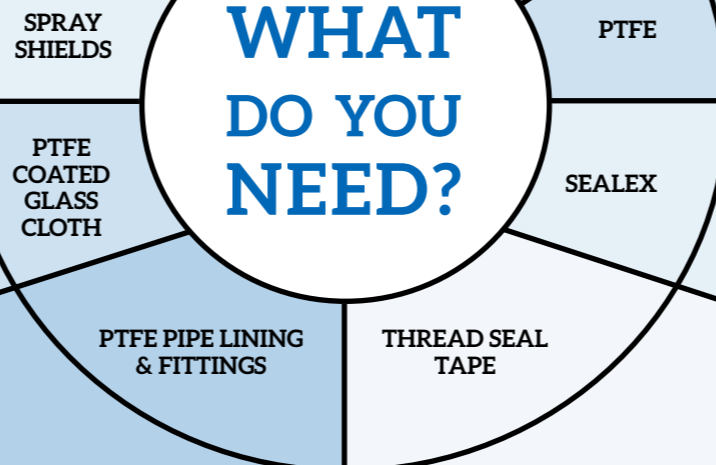 WHAT
DO YOU
NEED?
SPRAY
SHIELDS
PTFE
PTFE
COATED
GLASS
CLOTH
SEALEX
PTFE PIPE LINING
& FITTINGS
THREAD SEAL
TAPE